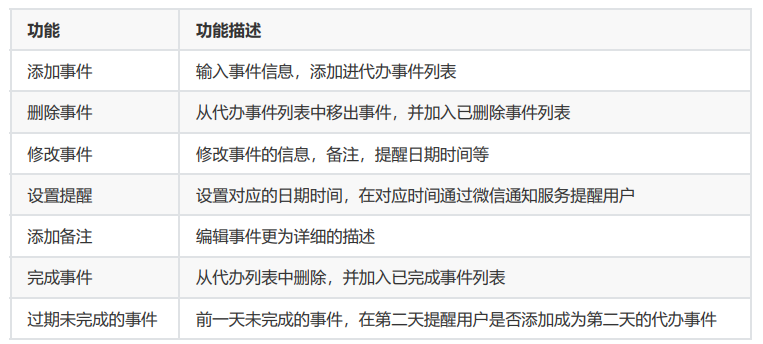 功能 功能描述
添加事件 输入事件信息，添加进代办事件列表
删除事件 从代办事件列表中移出事件，并加入已删除事件列表
修改事件 修改事件的信息，备注，提醒日期时间等
设置提醒 设置对应的日期时间，在对应时间通过微信通知服务提醒用户
添加备注 编辑事件更为详细的描述
完成事件 从代办列表中删除，并加入已完成事件列表
过期未完成的事件 前一天未完成的事件，在第二天提醒用户是否添加成为第二天的代办事件